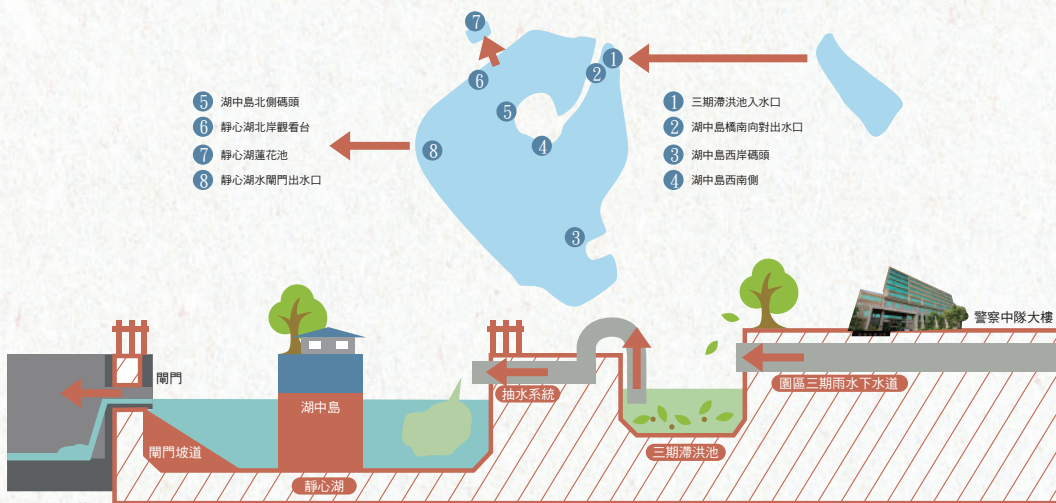 7
1
2
6
5
4
8
3
5 湖中島北側碼頭
6 靜心湖北岸觀看台
7 靜心湖蓮花池
8 靜心湖水閘門出水口
1 三期滯洪池入水口
2 湖中島橋南向對出水口
3 湖中島西岸碼頭
4 湖中島西南側
警察中隊大樓
閘門
園區三期雨水下水道
抽水系統
湖中島
閘門坡道
三期滯洪池
靜心湖